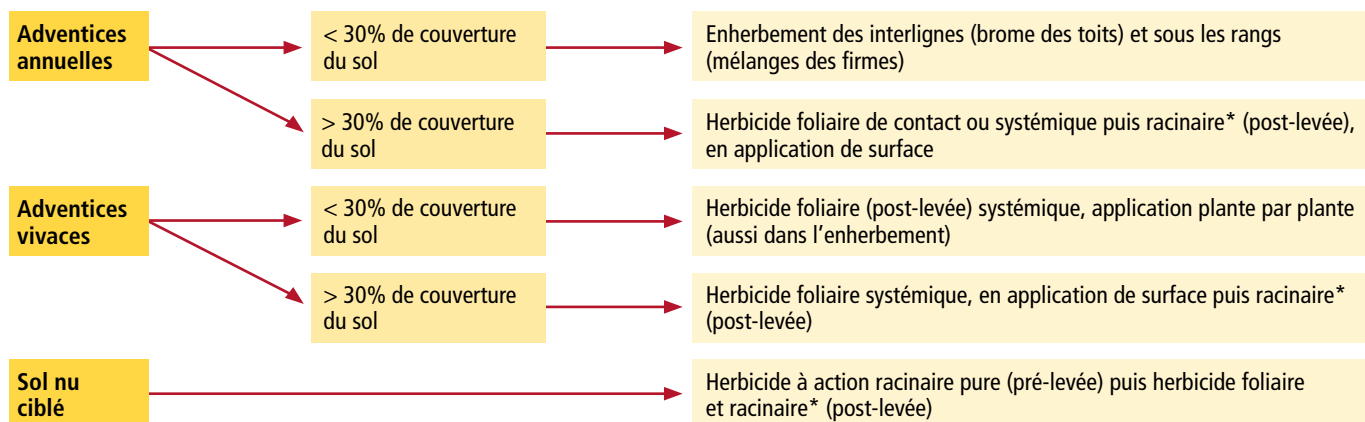 Adventices
annuelles
< 30% de couverture
du sol
Enherbement des interlignes (brome des toits) et sous les rangs
(mélanges des firmes)
> 30% de couverture
du sol
Herbicide foliaire de contact ou systémique puis racinaire* (post-levée),
en application de surface
Adventices
vivaces
< 30% de couverture
du sol
Herbicide foliaire (post-levée) systémique, application plante par plante
(aussi dans l'enherbement)
> 30% de couverture
du sol
Herbicide foliaire systémique, en application de surface puis racinaire*
(post-levée)
Sol nu
ciblé
Herbicide à action racinaire pure (pré-levée) puis herbicide foliaire
et racinaire* (post-levée)